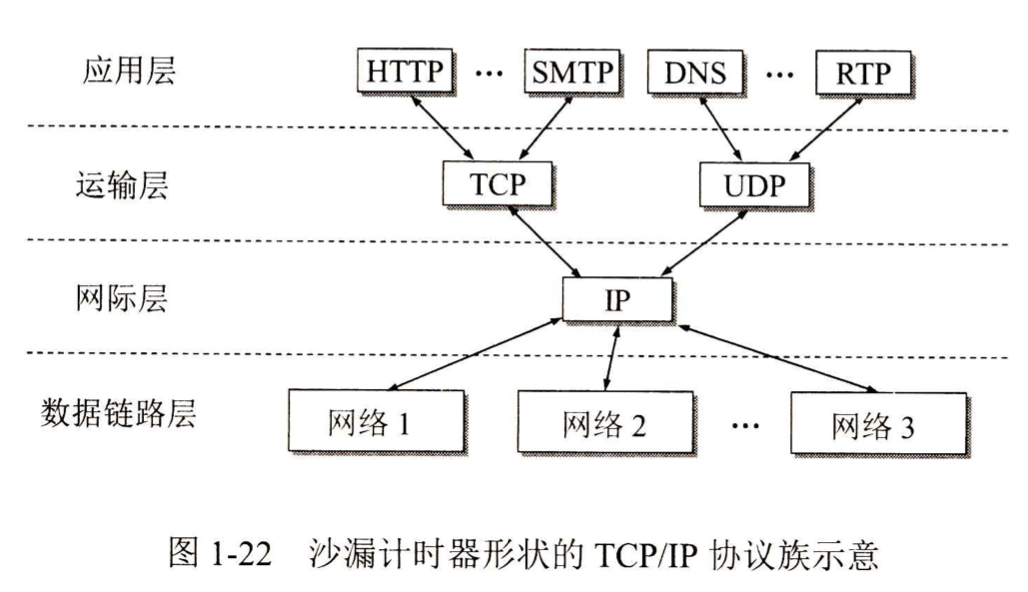 应用层 HTTP ... SMTP DNS ... RTP
运输层 TCP UDP
网际层 IP
数据链路层 网络 1 网络 2 ... 网络 3
图 1-22 沙漏计时器形状的 TCP/IP 协议族示意